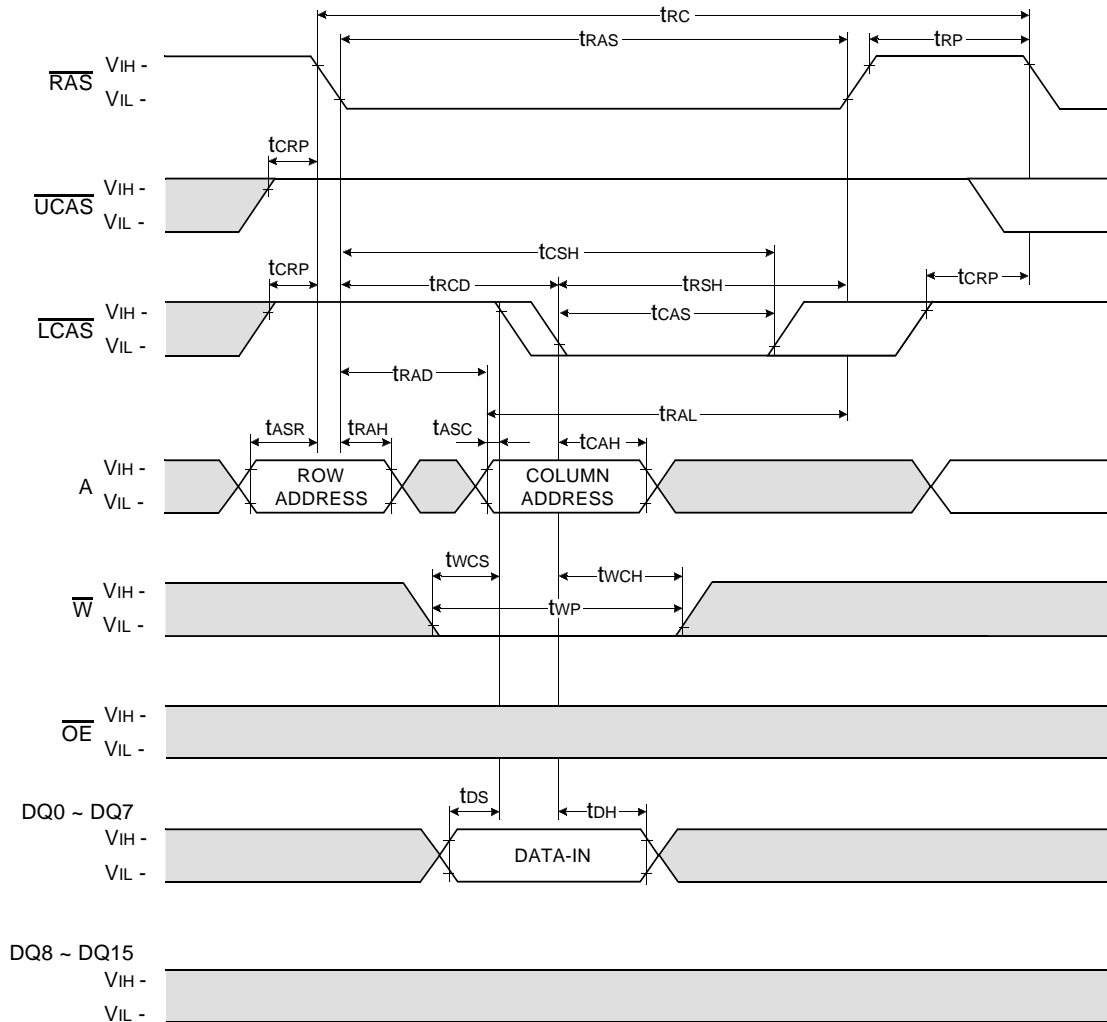 tRC
tRAS
tRP
RAS
VIH -
VIL -
tCRP
UCAS
VIH -
VIL -
tCSH
tCRP
tRCD
tRSH
tCRP
LCAS
VIH -
VIL -
tCAS
tRAD
tRAL
tASR
tRAH
tASC
tCAH
A
VIH -
VIL -
ROW
ADDRESS
COLUMN
ADDRESS
tWCS
tWCH
W
VIH -
VIL -
tWP
OE
VIH -
VIL -
tDS
tDH
DQ0 ~ DQ7
VIH -
VIL -
DATA-IN
DQ8 ~ DQ15
VIH -
VIL -